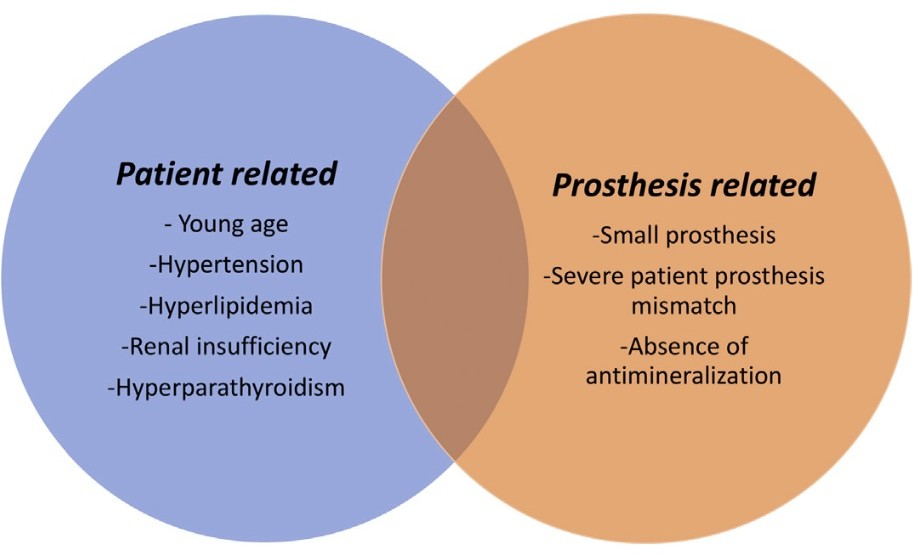 Patient related
- Young age
-Hypertension
-Hyperlipidemia
-Renal insufficiency
-Hyperparathyroidism
Prosthesis related
-Small prosthesis
-Severe patient prosthesis
mismatch
-Absence of
antimineralization